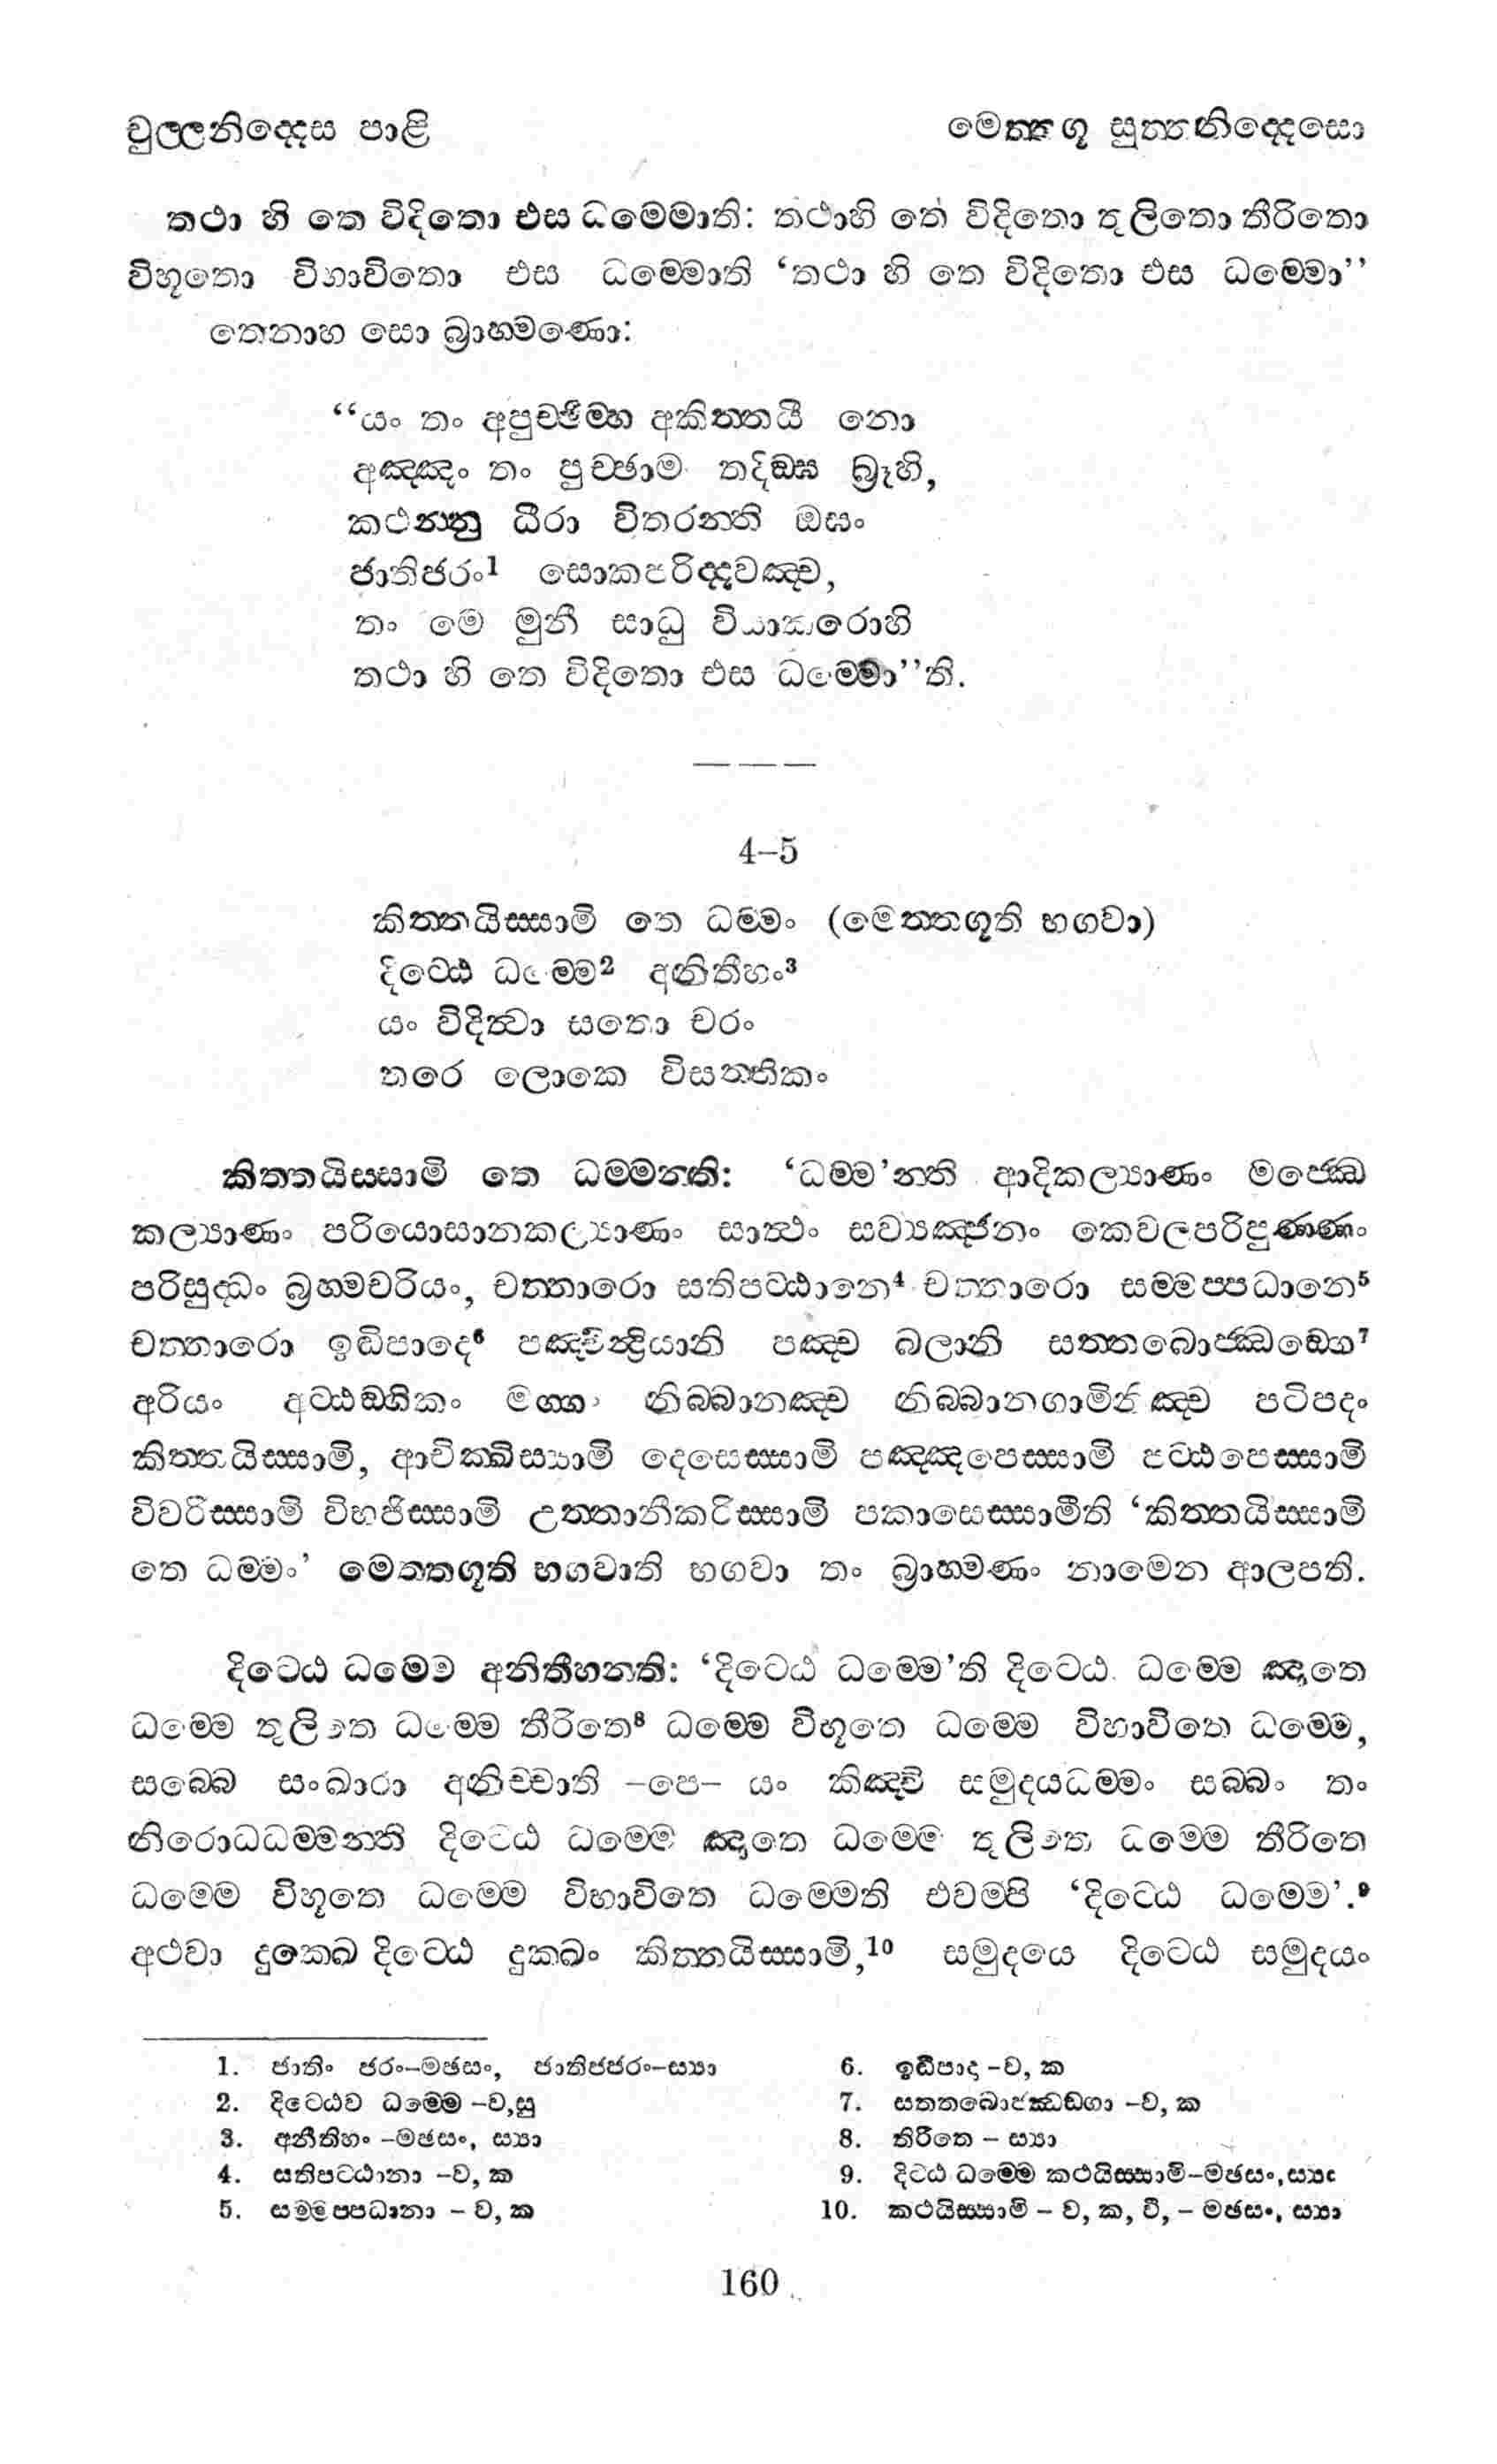 චුල්ලනිද්දෙස පාළි
මෙත්තගූ සුත්තනිද්දෙසො
තථා හි තෙ විදිතො එස ධම්මොති: තථාහි තෙ විදිතො තුලිතො තීරිතො
විභූතො විභාවිතො එස ධම්මොති ‘තථා හි තෙ විදිතො එස ධම්මො’’
තෙනාහ සො බ්‍රාහ්මණො:
‘‘යං තං අපුච්ඡිම්හ අකිත්තයී නො
අඤ්ඤං තං පුච්ඡාම තදිඞ්ඝ බ්‍රූහි,
කථන්නු ධීරා විතරන්ති ඔඝං
ජාතිජරං¹ සොකපරිද්දවඤ්ච,
තං මෙ මුනී සාධු වියාකරොහි
තථා හි තෙ විදිතො එස ධම්මො’’ති.
— — —
4–5
කිත්තයිස්සාමි තෙ ධම්මං (මෙත්තගූති භගවා)
දිට්ඨෙ ධම්මෙ² අනිතීහං³
යං විදිත්වා සතො චරං
තරෙ ලොකෙ විසත්තිකං
කිත්තයිස්සාමි තෙ ධම්මන්ති: ‘ධම්ම’න්ති ආදිකල්‍යාණං මජ්ඣෙ
කල්‍යාණං පරියොසානකල්‍යාණං සාත්ථං සව්‍යඤ්ජනං කෙවලපරිපුණ්ණං
පරිසුද්ධං බ්‍රහ්මචරියං, චත්තාරො සතිපට්ඨානෙ⁴ චත්තාරො සම්මප්පධානෙ⁵
චත්තාරො ඉද්ධිපාදෙ⁶ පඤ්චින්ද්‍රියානි පඤ්ච බලානි සත්තබොජ්ඣඞ්ගෙ⁷
අරියං අට්ඨඞ්ගිකං මග්ගං නිබ්බානඤ්ච නිබ්බානගාමිනිඤ්ච පටිපදං
කිත්තයිස්සාමි, ආචික්ඛිස්සාමි දෙසෙස්සාමි පඤ්ඤපෙස්සාමි පට්ඨපෙස්සාමි
විවරිස්සාමි විභජිස්සාමි උත්තානීකරිස්සාමි පකාසෙස්සාමීති ‘කිත්තයිස්සාමි
තෙ ධම්මං’ මෙත්තගූති භගවාති භගවා තං බ්‍රාහ්මණං නාමෙන ආලපති.
දිට්ඨෙ ධම්මෙ අනිතීහන්ති: ‘දිට්ඨෙ ධම්මෙ’ති දිට්ඨෙ ධම්මෙ ඤාතෙ
ධම්මෙ තුලිතෙ ධම්මෙ තීරිතෙ⁸ ධම්මෙ විභූතෙ ධම්මෙ විභාවිතෙ ධම්මෙ,
සබ්බෙ සංඛාරා අනිච්චාති –පෙ– යං කිඤ්චි සමුදයධම්මං සබ්බං තං
නිරොධධම්මන්ති දිට්ඨෙ ධම්මෙ ඤාතෙ ධම්මෙ තුලිතෙ ධම්මෙ තීරිතෙ
ධම්මෙ විභූතෙ ධම්මෙ විභාවිතෙ ධම්මෙති එවම්පි ‘දිට්ඨෙ ධම්මෙ’.⁹
අථවා දුක්ඛෙ දිට්ඨෙ දුක්ඛං කිත්තයිස්සාමි,¹⁰ සමුදයෙ දිට්ඨෙ සමුදයං
1. ජාතිං ජරං–මඡසං, ජාතිජ්ජරං–ස්‍යා
2. දිට්ඨෙව ධම්මෙ –ව,සු
3. අනීතිහං –මඡසං, ස්‍යා
4. සතිපට්ඨානා –ව, ක
5. සම්මප්පධානා – ව, ක
6. ඉද්ධිපාදා –ව, ක
7. සත්තබොජ්ඣඞ්ගා –ව, ක
8. තිරීතෙ – ස්‍යා
9. දිට්ඨ ධම්මෙ කථයිස්සාමි–මඡසං,ස්‍යා
10. කථයිස්සාමි – ව, ක, වි, – මඡසං, ස්‍යා
160